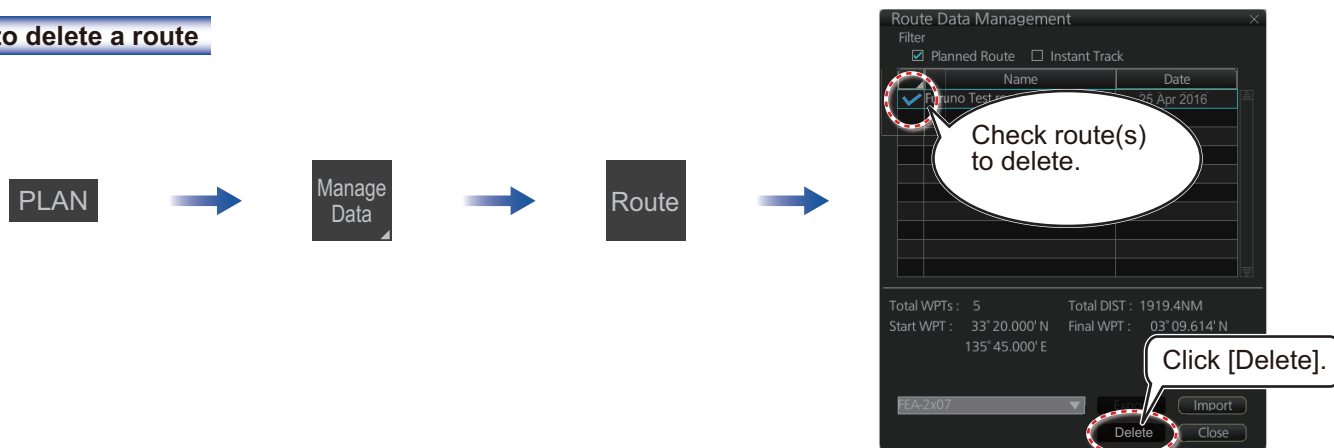 to delete a route
PLAN
Manage
Data
Route
Route Data Management
Filter
Planned Route Instant Track
Name Date
Furuno Test 25 Apr 2016
Check route(s)
to delete.
Total WPTs : 5 Total DIST : 1919.4NM
Start WPT : 33°20.000' N Final WPT : 03°09.614' N
135°45.000' E
Click [Delete].
FEA-2x07 Import
Delete Close